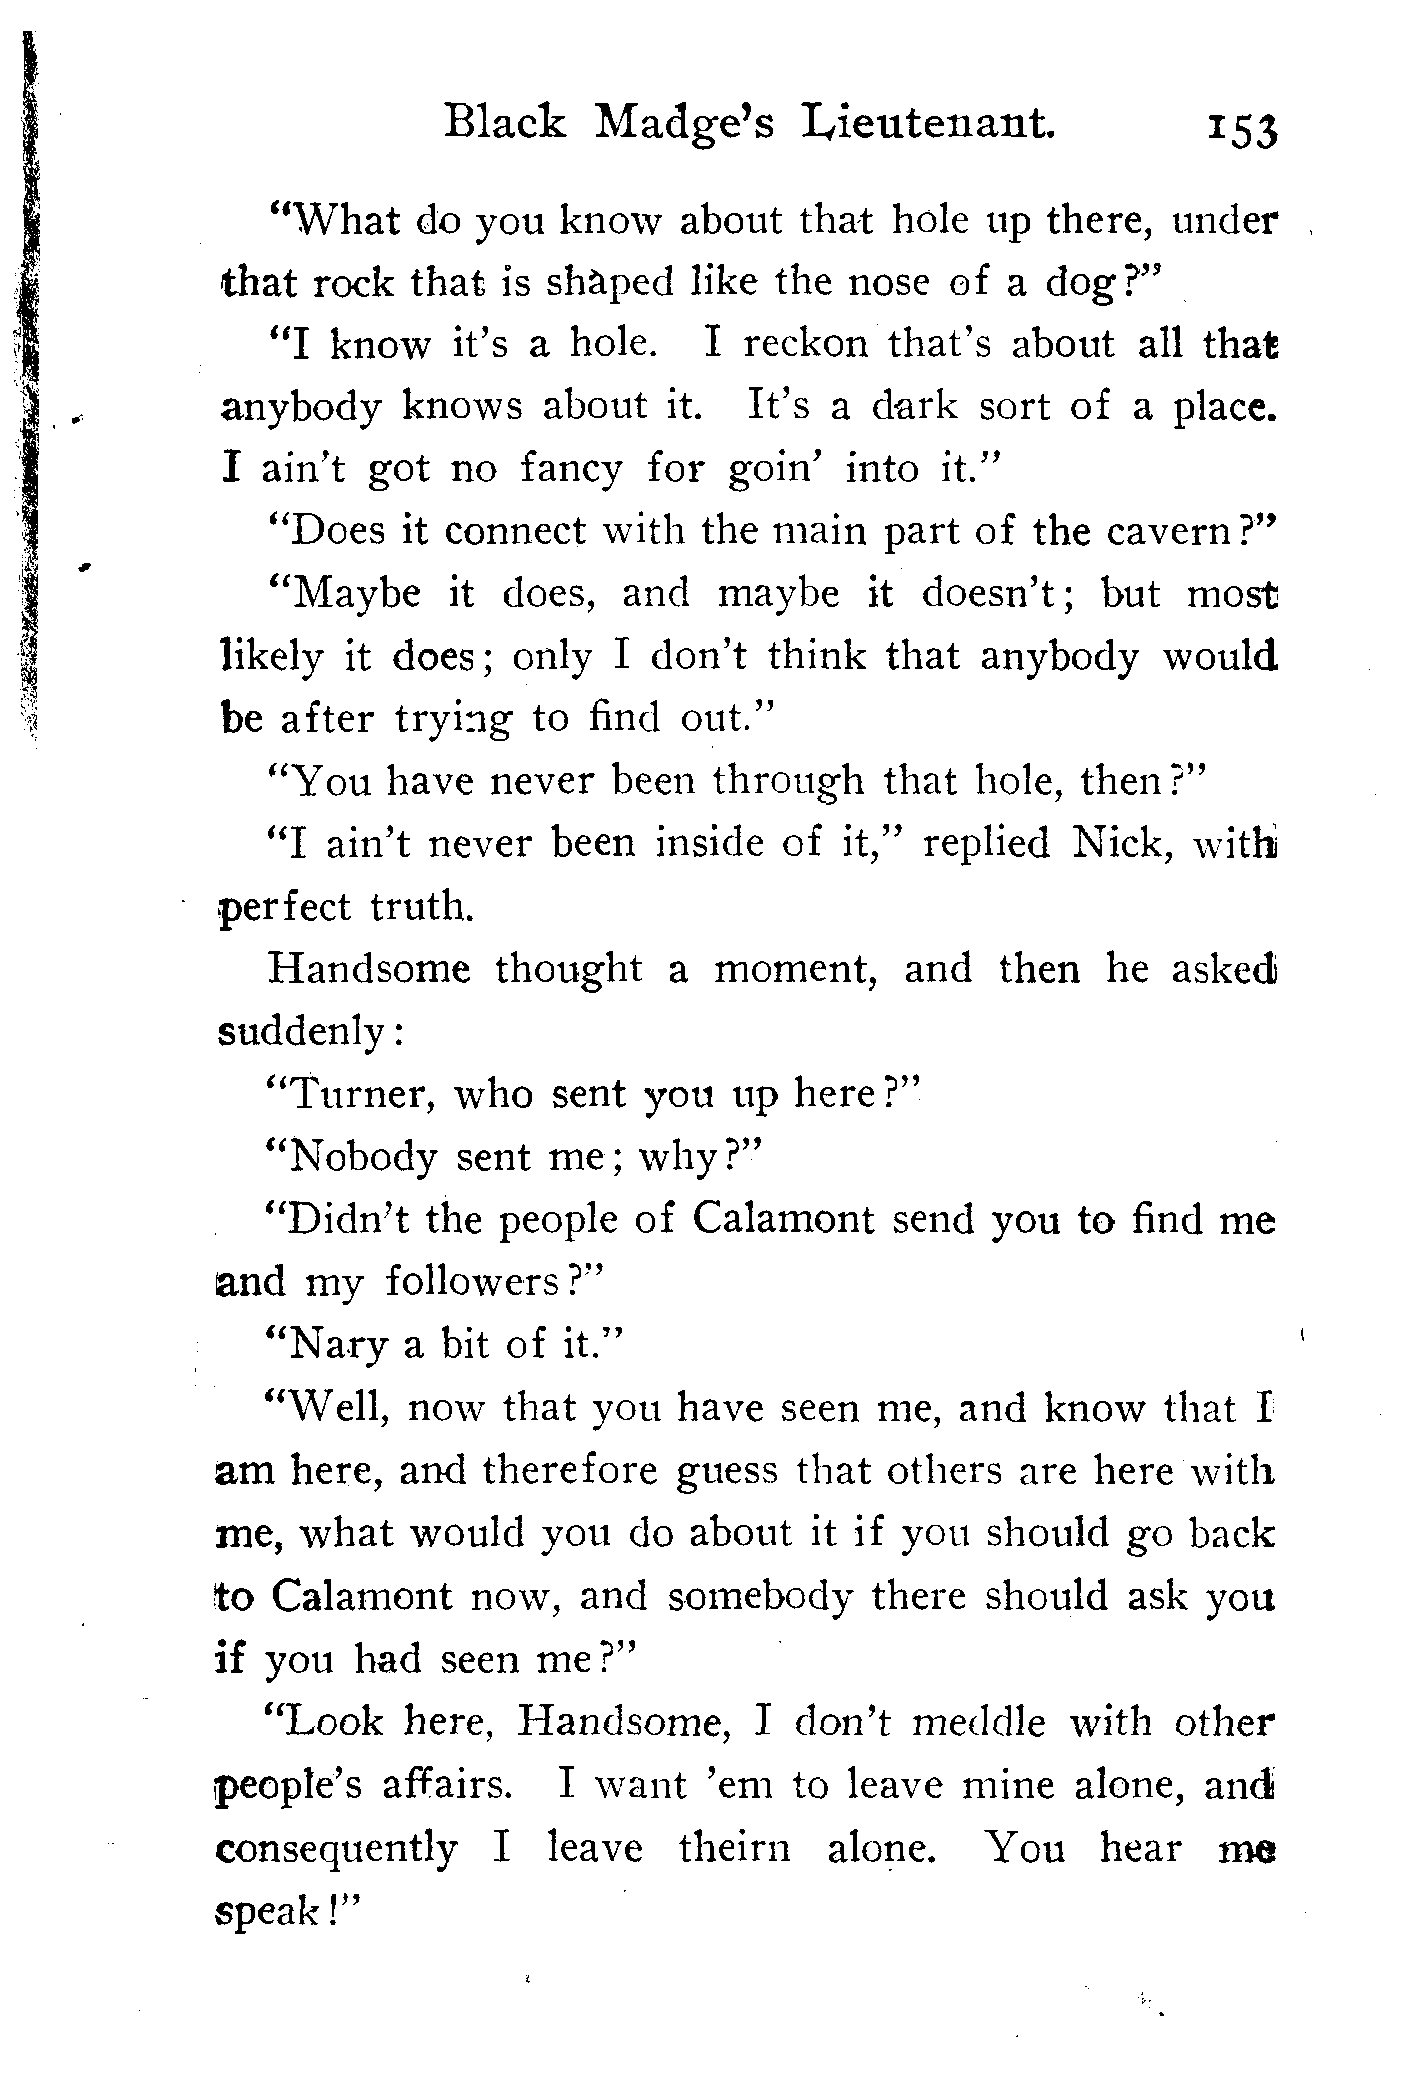 Black Madge's Lieutenant. 153
"What do you know about that hole up there, under
that rock that is shaped like the nose of a dog?"
"I know it's a hole. I reckon that's about all that
anybody knows about it. It's a dark sort of a place.
I ain't got no fancy for goin' into it."
"Does it connect with the main part of the cavern?"
"Maybe it does, and maybe it doesn't; but most
likely it does; only I don't think that anybody would
be after trying to find out."
"You have never been through that hole, then?"
"I ain't never been inside of it," replied Nick, with
perfect truth.
Handsome thought a moment, and then he asked
suddenly:
"Turner, who sent you up here?"
"Nobody sent me; why?"
"Didn't the people of Calamont send you to find me
and my followers?"
"Nary a bit of it."
"Well, now that you have seen me, and know that I
am here, and therefore guess that others are here with
me, what would you do about it if you should go back
to Calamont now, and somebody there should ask you
if you had seen me?"
"Look here, Handsome, I don't meddle with other
people's affairs. I want 'em to leave mine alone, and
consequently I leave theirn alone. You hear me
speak!"